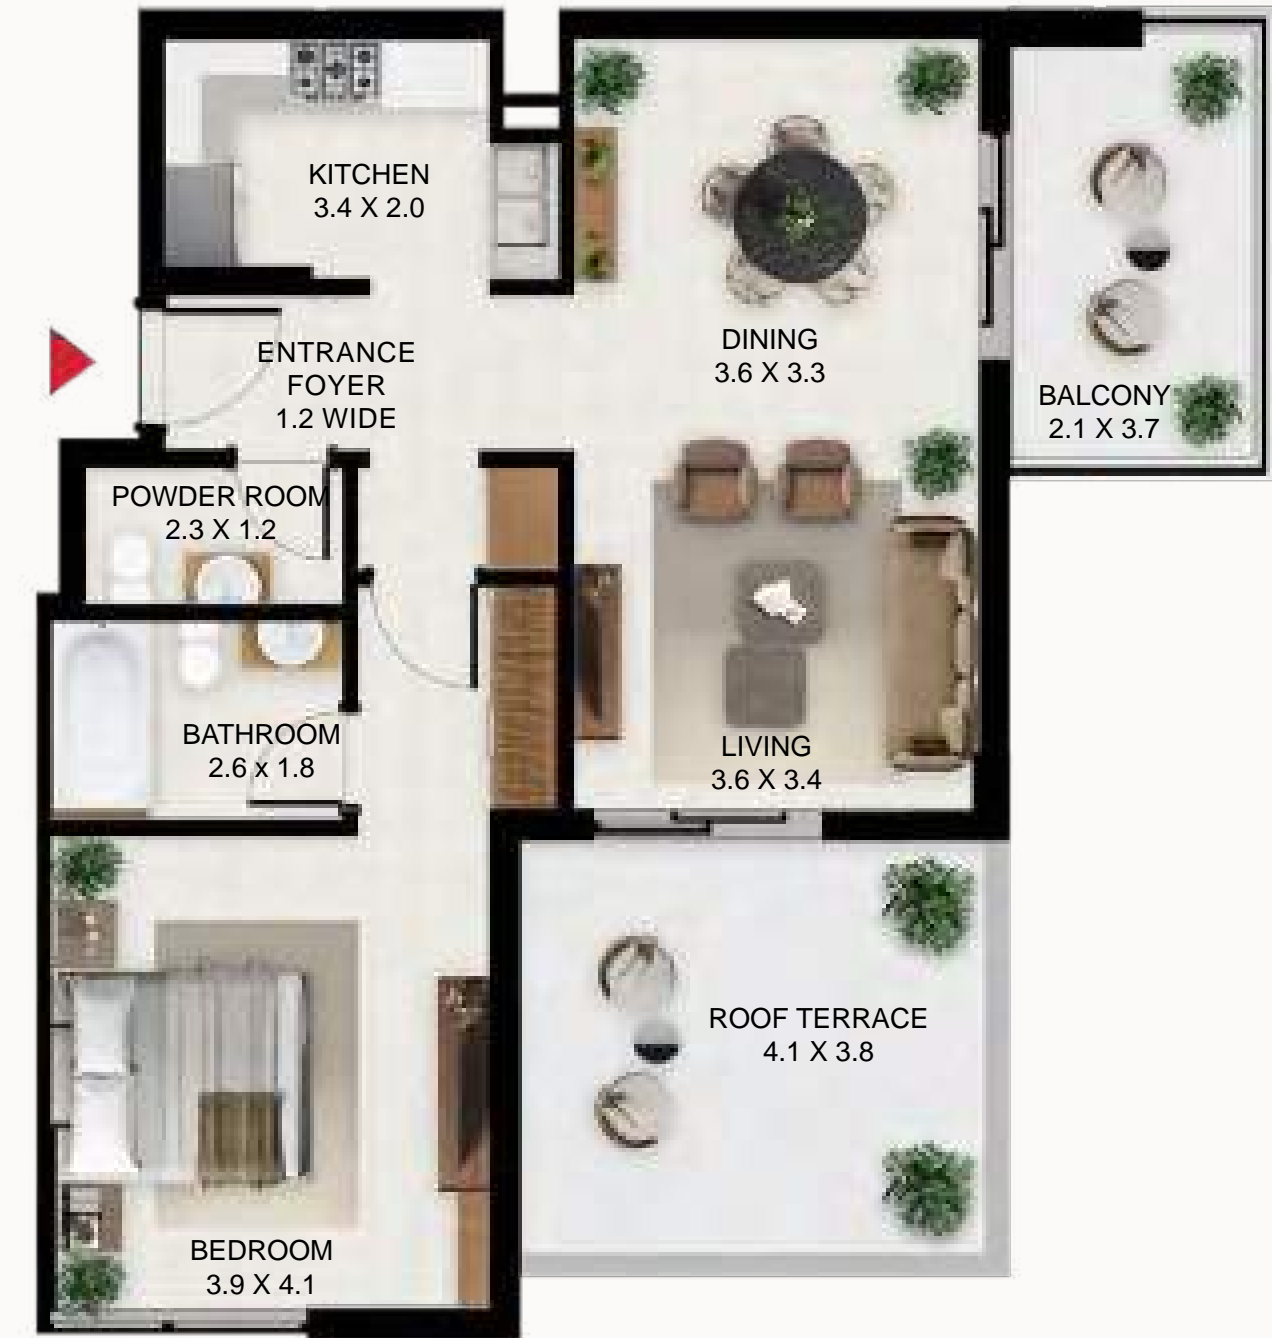 KITCHEN
3.4 X 2.0
ENTRANCE
FOYER
1.2 WIDE
DINING
3.6 X 3.3
BALCONY
2.1 X 3.7
POWDER ROOM
2.3 X 1.2
BATHROOM
2.6 x 1.8
LIVING
3.6 X 3.4
ROOF TERRACE
4.1 X 3.8
BEDROOM
3.9 X 4.1